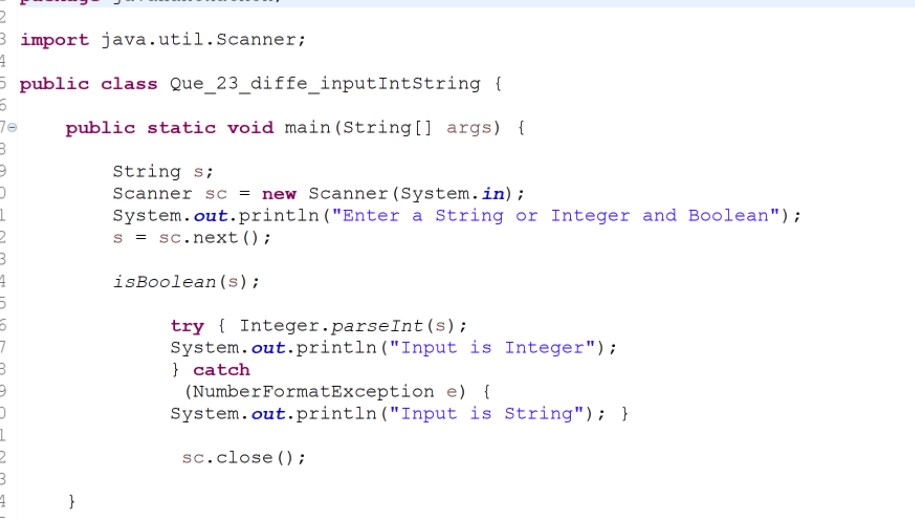 2
3 import java.util.Scanner;
4
5 public class Que_23_diffe_inputIntString {
6
7 public static void main(String[] args) {
8
9 String s;
0 Scanner sc = new Scanner(System.in);
1 System.out.println("Enter a String or Integer and Boolean");
2 s = sc.next();
3
4 isBoolean(s);
5
6 try { Integer.parseInt(s);
7 System.out.println("Input is Integer");
8 } catch
9 (NumberFormatException e) {
0 System.out.println("Input is String"); }
1
2 sc.close();
3
4 }